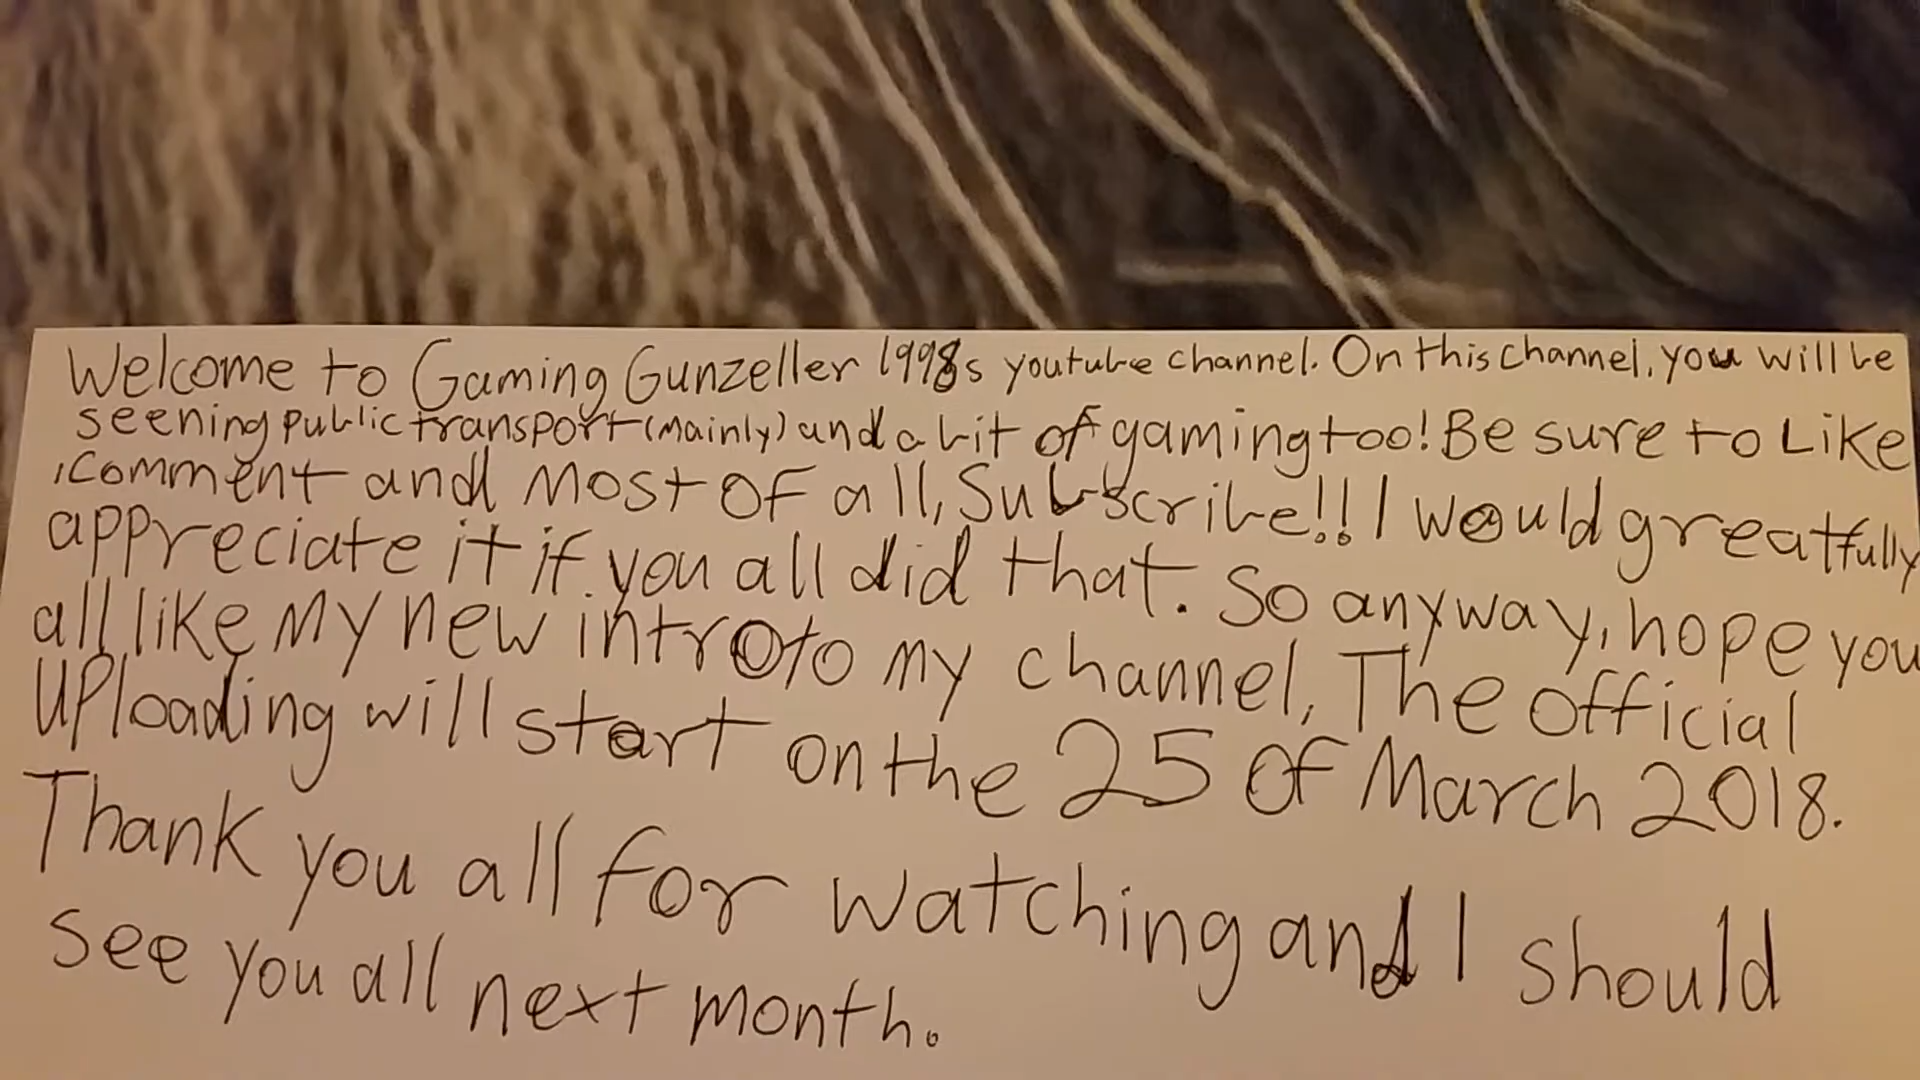 Welcome to Gaming Gunzeller 1998s youtube channel. On this channel, you will be
seening public transport (Mainly) and a bit of gaming too! Be sure to Like
, Comment and Most of all, Subscribe!!! I would greatfully
appreciate it if you all did that. So anyway, hope you
all like My new intro to my channel, The official
Uploading will start on the 25 of March 2018.
Thank you all for watching and I should
see you all next month.